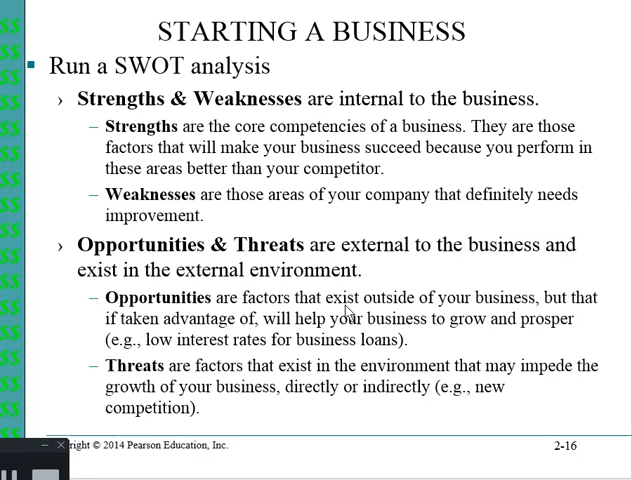 STARTING A BUSINESS
Run a SWOT analysis
› Strengths & Weaknesses are internal to the business.
– Strengths are the core competencies of a business. They are those
factors that will make your business succeed because you perform in
these areas better than your competitor.
– Weaknesses are those areas of your company that definitely needs
improvement.
› Opportunities & Threats are external to the business and
exist in the external environment.
– Opportunities are factors that exist outside of your business, but that
if taken advantage of, will help your business to grow and prosper
(e.g., low interest rates for business loans).
– Threats are factors that exist in the environment that may impede the
growth of your business, directly or indirectly (e.g., new
competition).
right © 2014 Pearson Education, Inc.
2-16